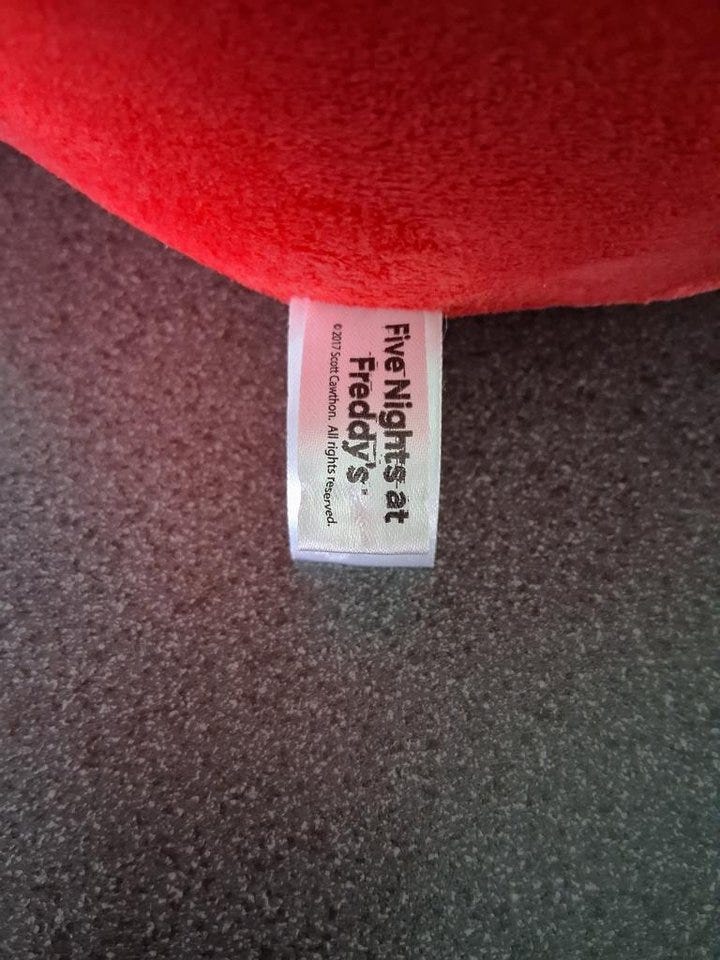 Five Nights at
Freddy's™
© 2017 Scott Cawthon. All rights reserved.